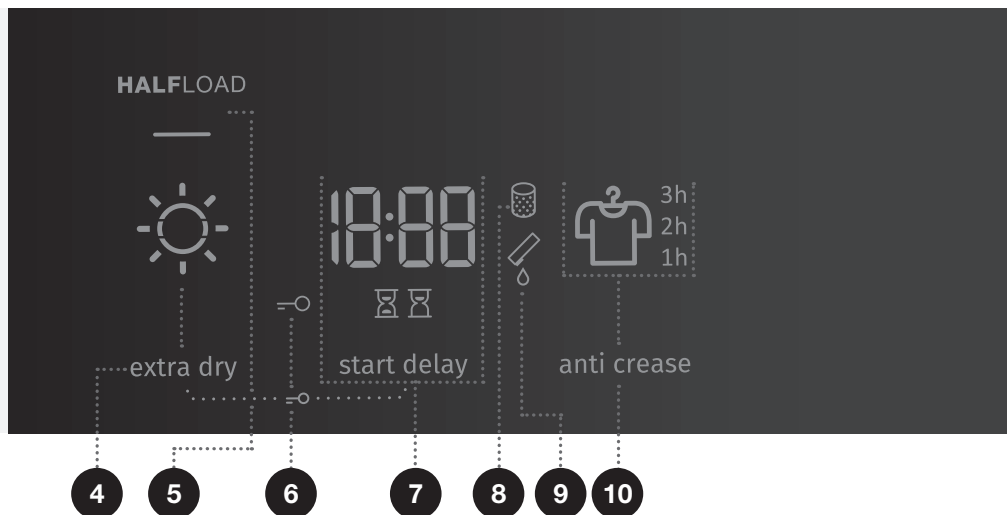 HALFLOAD
18:88
3h
2h
1h
extra dry
start delay
anti crease
4
5
6
7
8
9
10